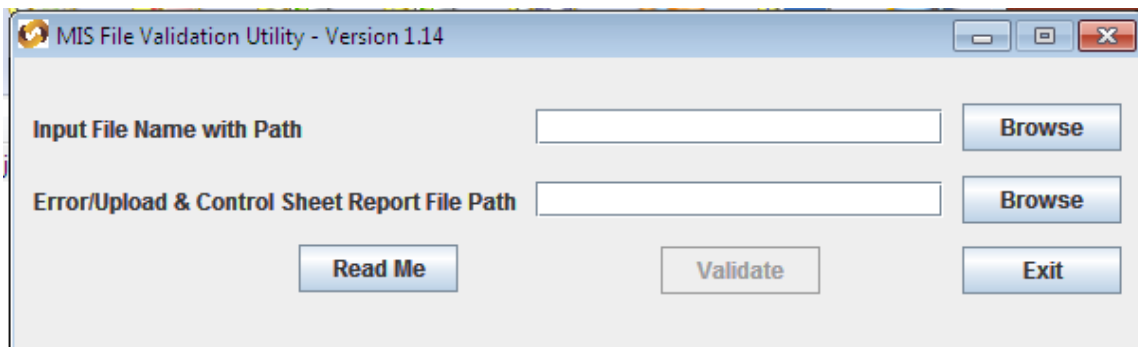 MIS File Validation Utility - Version 1.14
Input File Name with Path Browse
Error/Upload & Control Sheet Report File Path Browse
Read Me Validate Exit